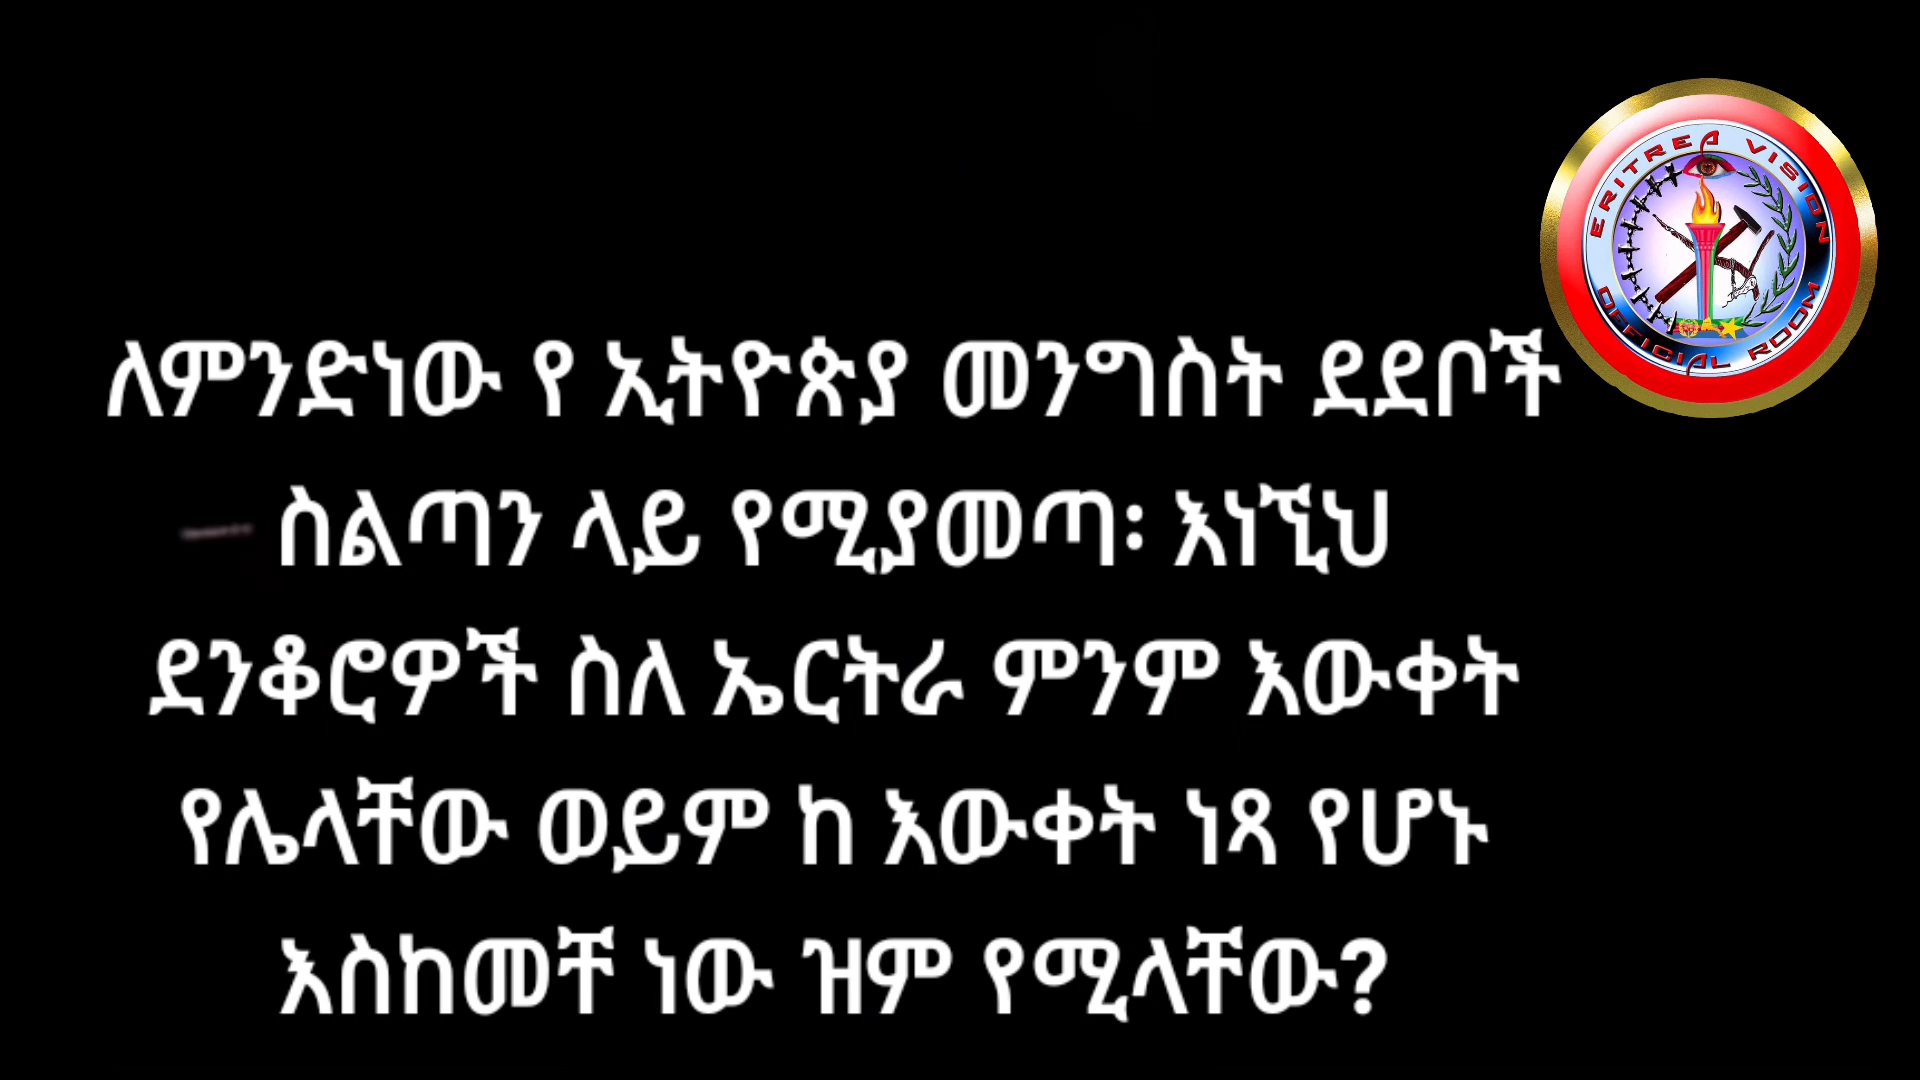 ERITREA VISION
OFFICIAL ROOM
ለምንድነው የ ኢትዮጵያ መንግስት ደደቦች
ስልጣን ላይ የሚያመጣ፡ እነኚህ
ደንቆሮዎች ስለ ኤርትራ ምንም እውቀት
የሌላቸው ወይም ከ እውቀት ነጻ የሆኑ
እስከመቸ ነው ዝም የሚላቸው?